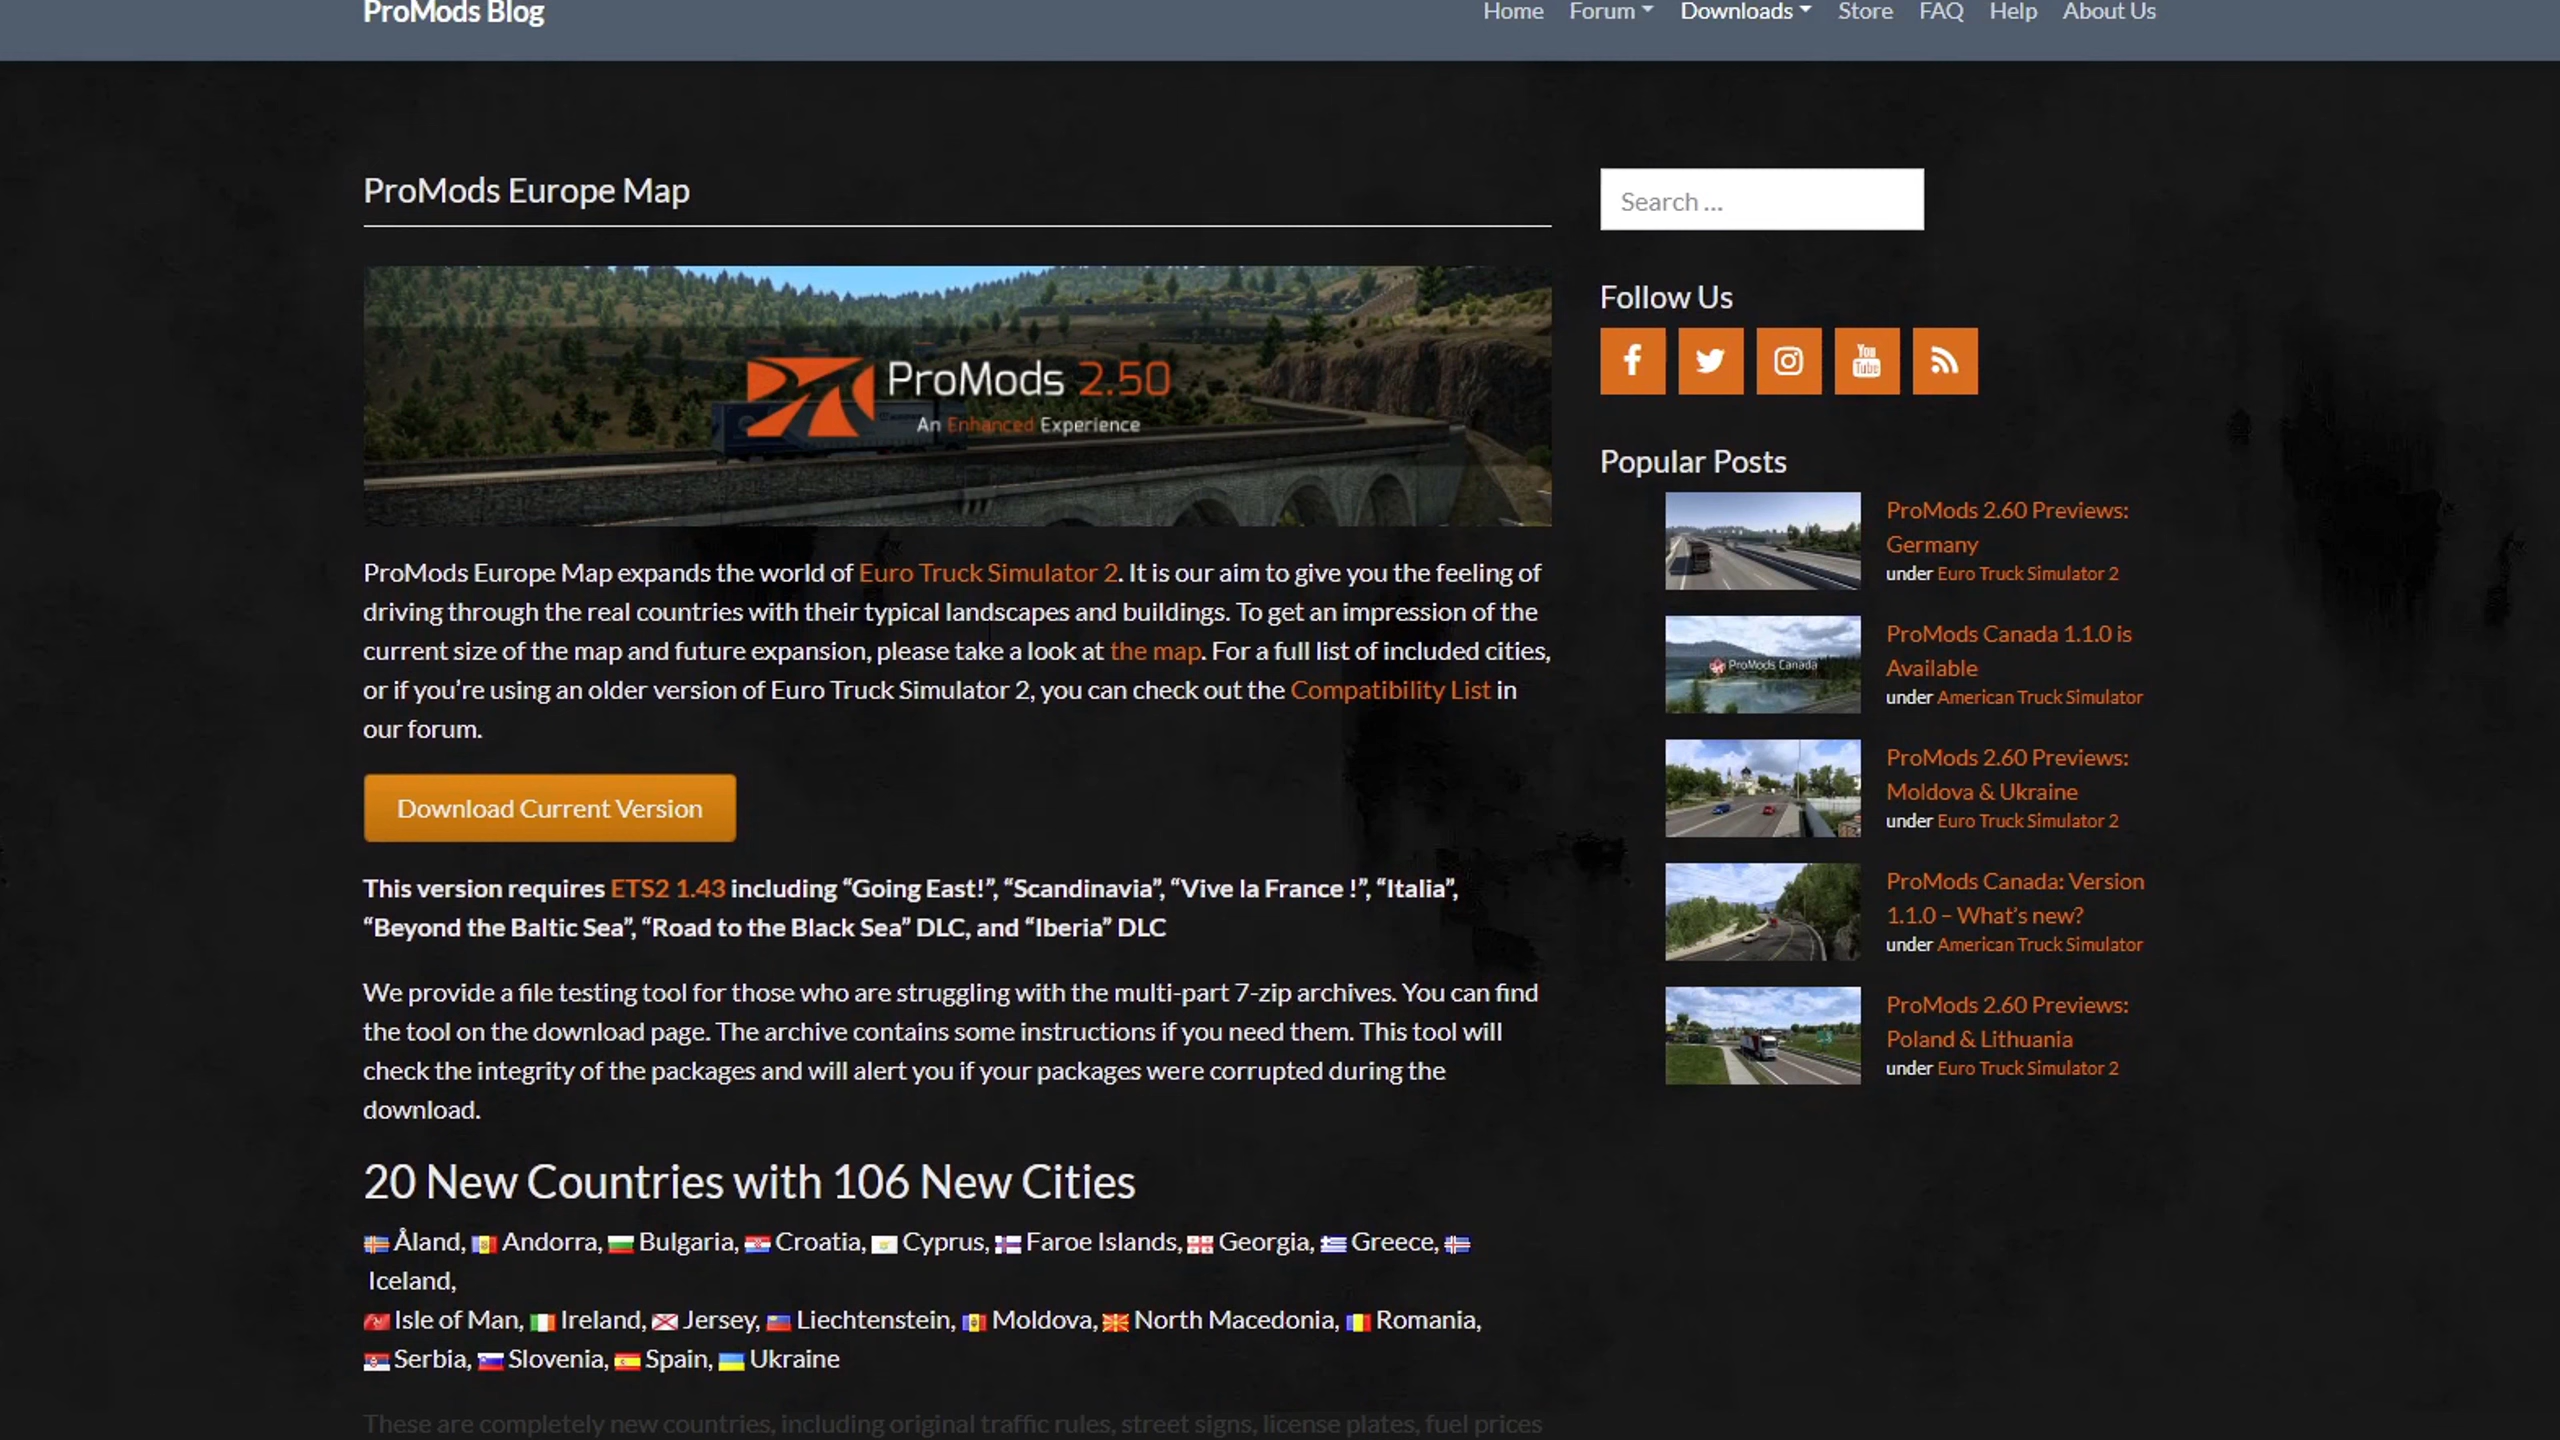 ProMods Blog
Home Forum Downloads Store FAQ Help About Us
ProMods Europe Map
ProMods 2.50
An Enhanced Experience
ProMods Europe Map expands the world of Euro Truck Simulator 2. It is our aim to give you the feeling of
driving through the real countries with their typical landscapes and buildings. To get an impression of the
current size of the map and future expansion, please take a look at the map. For a full list of included cities,
or if you’re using an older version of Euro Truck Simulator 2, you can check out the Compatibility List in
our forum.
Download Current Version
This version requires ETS2 1.43 including “Going East!”, “Scandinavia”, “Vive la France !”, “Italia”,
“Beyond the Baltic Sea”, “Road to the Black Sea” DLC, and “Iberia” DLC
We provide a file testing tool for those who are struggling with the multi-part 7-zip archives. You can find
the tool on the download page. The archive contains some instructions if you need them. This tool will
check the integrity of the packages and will alert you if your packages were corrupted during the
download.
20 New Countries with 106 New Cities
Åland, Andorra, Bulgaria, Croatia, Cyprus, Faroe Islands, Georgia, Greece,
Iceland,
Isle of Man, Ireland, Jersey, Liechtenstein, Moldova, North Macedonia, Romania,
Serbia, Slovenia, Spain, Ukraine
These are completely new countries, including original traffic rules, street signs, license plates, fuel prices
Search ...
Follow Us
You
Tube
Popular Posts
ProMods 2.60 Previews:
Germany
under Euro Truck Simulator 2
ProMods Canada
ProMods Canada 1.1.0 is
Available
under American Truck Simulator
ProMods 2.60 Previews:
Moldova & Ukraine
under Euro Truck Simulator 2
ProMods Canada: Version
1.1.0 – What’s new?
under American Truck Simulator
ProMods 2.60 Previews:
Poland & Lithuania
under Euro Truck Simulator 2